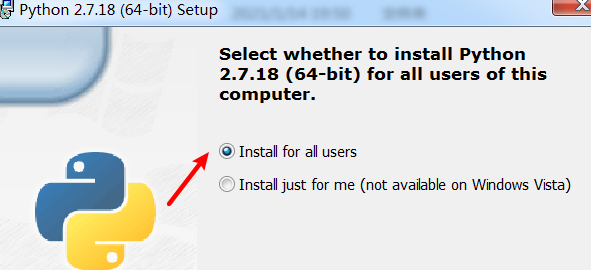 Python 2.7.18 (64-bit) Setup
Select whether to install Python
2.7.18 (64-bit) for all users of this
computer.
Install for all users
Install just for me (not available on Windows Vista)